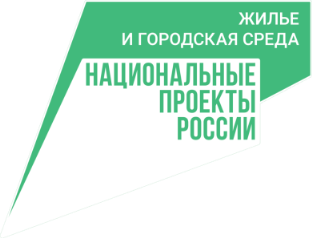 ЖИЛЬЕ
И ГОРОДСКАЯ СРЕДА
НАЦИОНАЛЬНЫЕ
ПРОЕКТЫ
РОССИИ